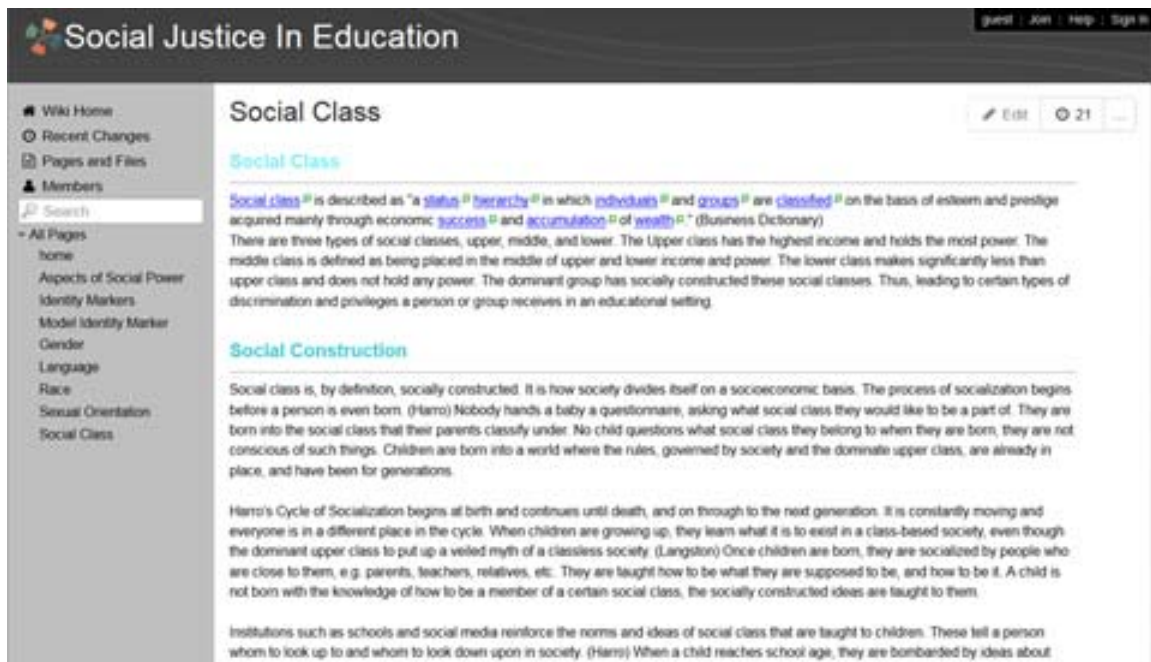 Social Justice In Education
guest | Join | Help | Sign In
Wiki Home
Recent Changes
Pages and Files
Members
Search
All Pages
home
Aspects of Social Power
Identity Markers
Model Identity Marker
Gender
Language
Race
Sexual Orientation
Social Class
Social Class
Edit
21
...
Social Class
Social class is described as "a status hierarchy in which individuals and groups are classified on the basis of esteem and prestige
acquired mainly through economic success and accumulation of wealth." (Business Dictionary)
There are three types of social classes, upper, middle, and lower. The Upper class has the highest income and holds the most power. The
middle class is defined as being placed in the middle of upper and lower income and power. The lower class makes significantly less than
upper class and does not hold any power. The dominant group has socially constructed these social classes. Thus, leading to certain types of
discrimination and privileges a person or group receives in an educational setting.
Social Construction
Social class is, by definition, socially constructed. It is how society divides itself on a socioeconomic basis. The process of socialization begins
before a person is even born. (Harro) Nobody hands a baby a questionnaire, asking what social class they would like to be a part of. They are
born into the social class that their parents classify under. No child questions what social class they belong to when they are born, they are not
conscious of such things. Children are born into a world where the rules, governed by society and the dominate upper class, are already in
place, and have been for generations.
Harro's Cycle of Socialization begins at birth and continues until death, and on through to the next generation. It is constantly moving and
everyone is in a different place in the cycle. When children are growing up, they learn what it is to exist in a class-based society, even though
the dominant upper class to put up a veiled myth of a classless society. (Langston) Once children are born, they are socialized by people who
are close to them, e.g. parents, teachers, relatives, etc. They are taught how to be what they are supposed to be, and how to be it. A child is
not born with the knowledge of how to be a member of a certain social class, the socially constructed ideas are taught to them.
Institutions such as schools and social media reinforce the norms and ideas of social class that are taught to children. These tell a person
whom to look up to and whom to look down upon in society. (Harro) When a child reaches school age, they are bombarded by ideas about